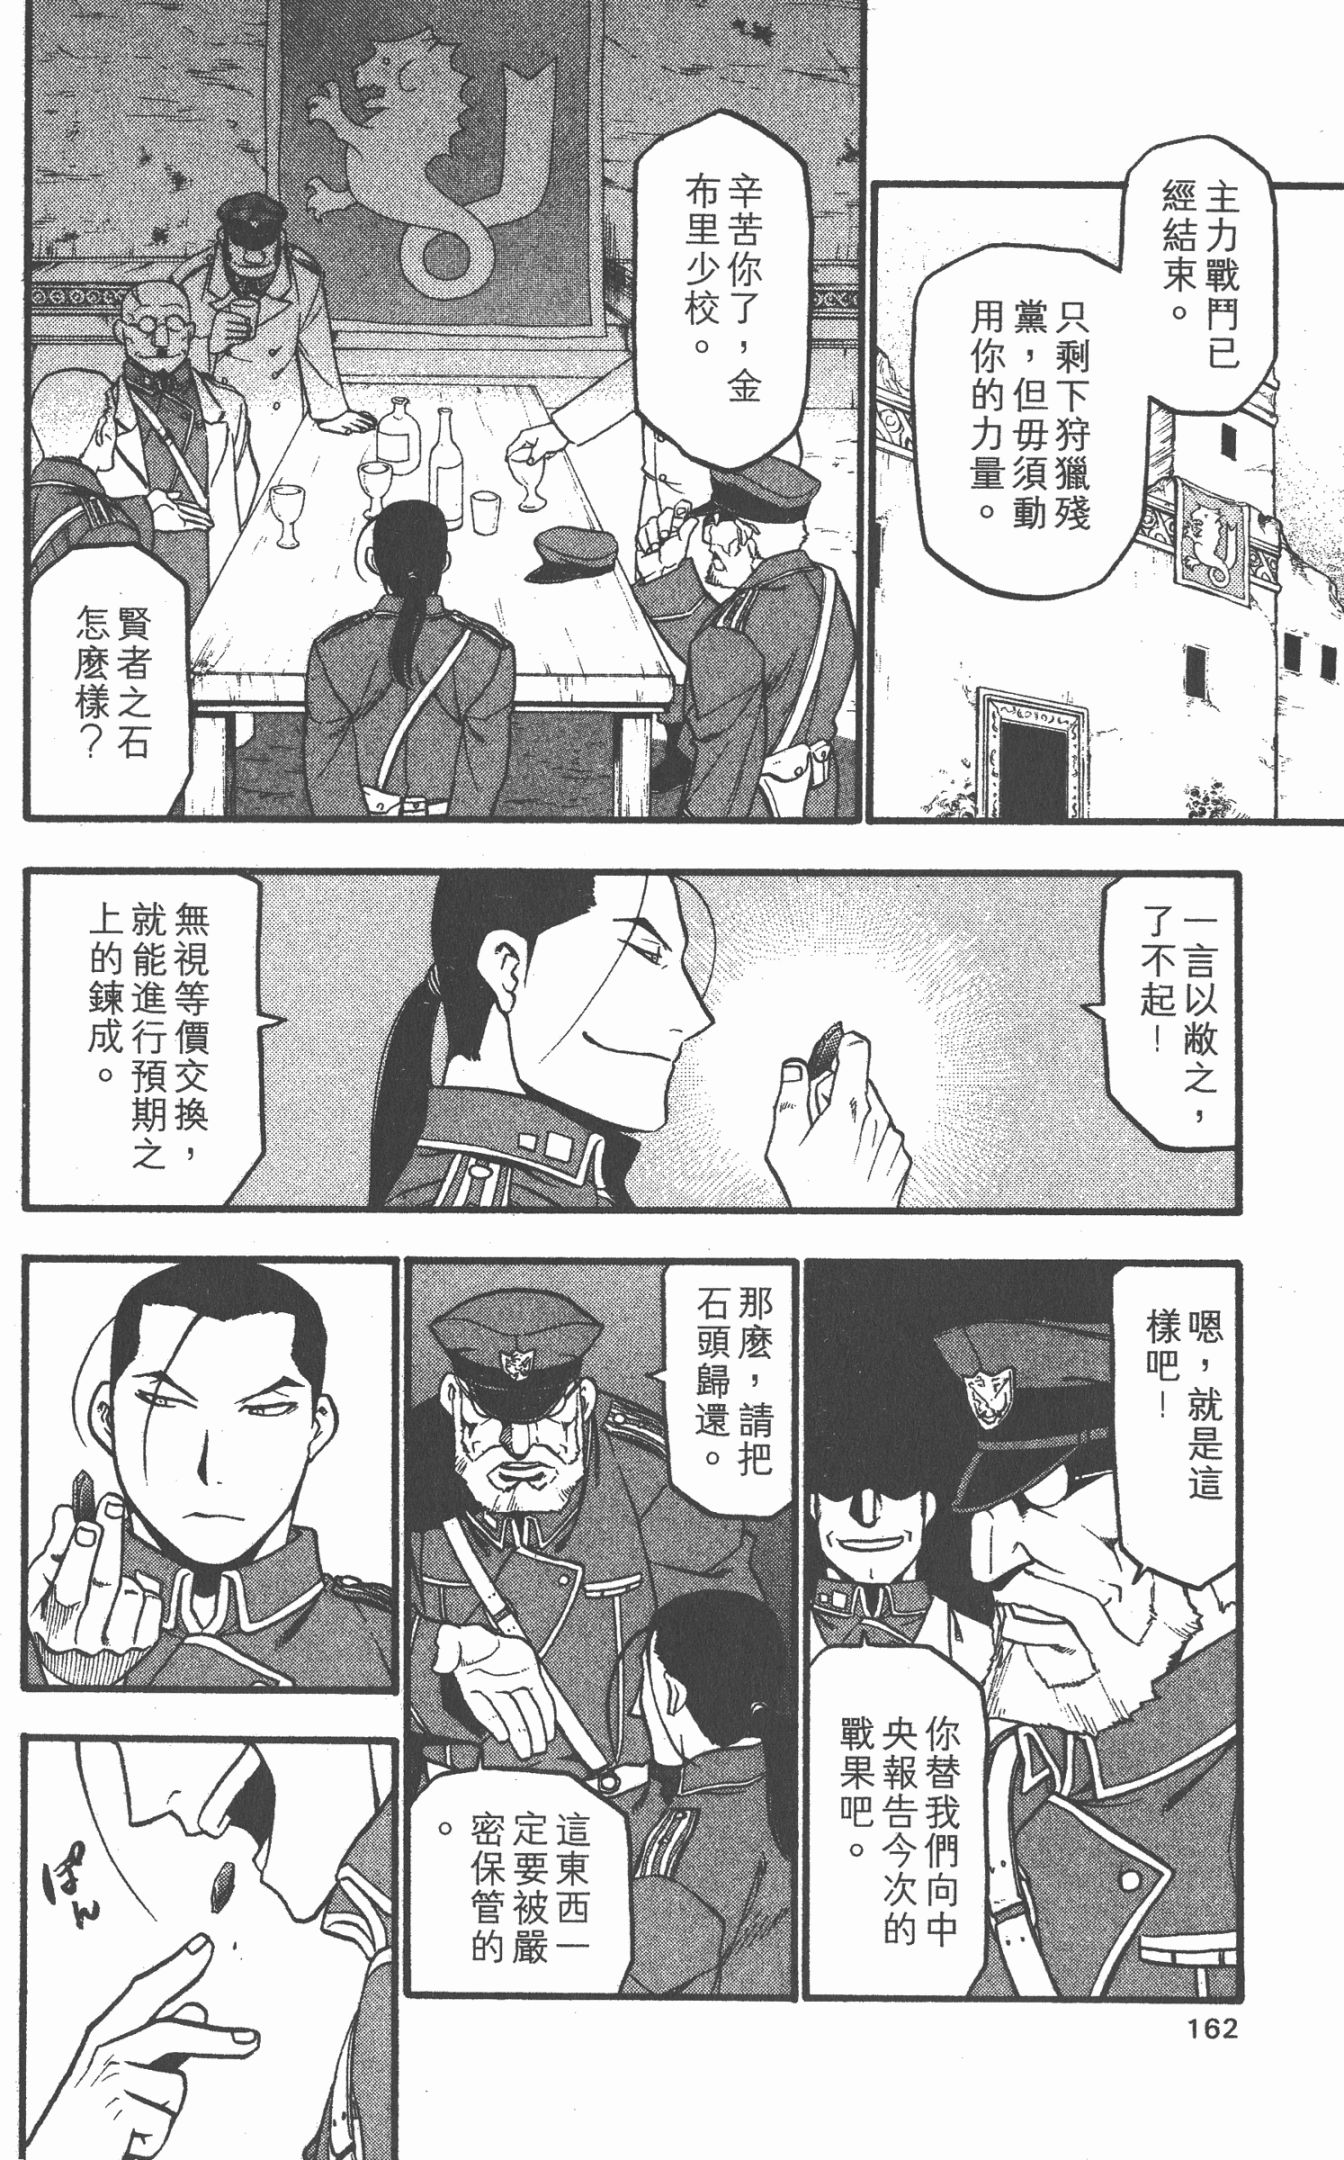 主力戰鬥已
經結束。
只剩下狩獵殘
黨，但毋須動
用你的力量。
辛苦你了，金
布里少校。
賢者之石
怎麼樣？
一言以敝之，
了不起！
無視等價交換，
就能進行預期之
上的鍊成。
嗯，就是這
樣吧！
你替我們向中
央報告今次的
戰果吧。
那麼，請把
石頭歸還。
這東西一
定要被嚴
密保管的
。
ぽん
162